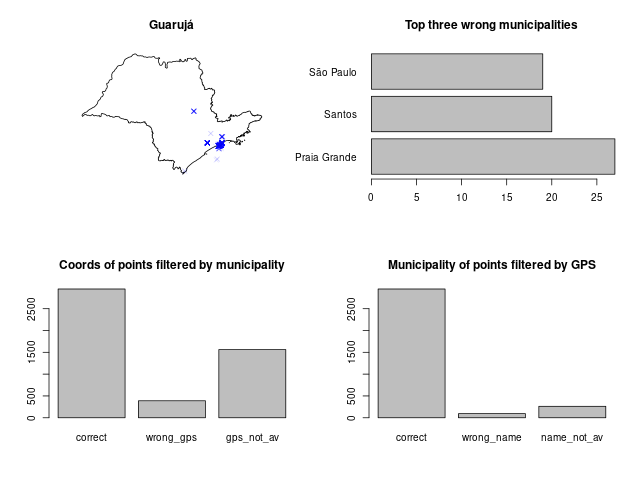 Guarujá
Top three wrong municipalities
São Paulo
Santos
Praia Grande
0 5 10 15 20 25
Coords of points filtered by municipality
2500
1500
500
0
correct wrong_gps gps_not_av
Municipality of points filtered by GPS
2500
1500
500
0
correct wrong_name name_not_av